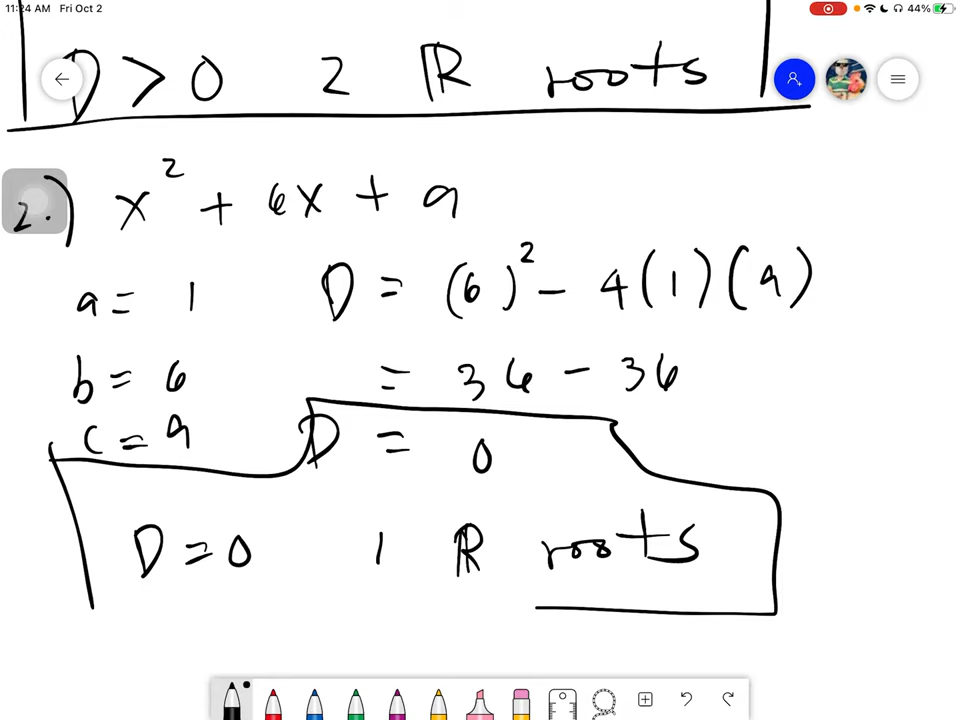 11:24 AM Fri Oct 2 44%
D > 0 2 ℝ roots
2.) x² + 6x + 9
a = 1 D = (6)² - 4(1)(9)
b = 6 = 36 - 36
c = 9 D = 0
D = 0 1 ℝ roots